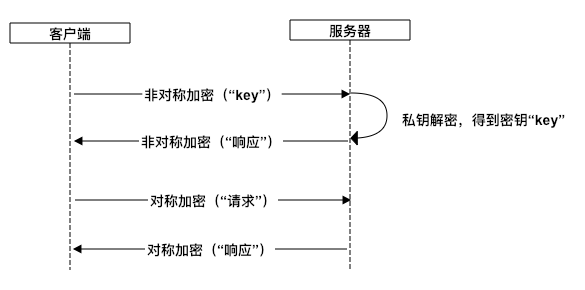 客户端
服务器
非对称加密（“key”）
私钥解密，得到密钥“key”
非对称加密（“响应”）
对称加密（“请求”）
对称加密（“响应”）